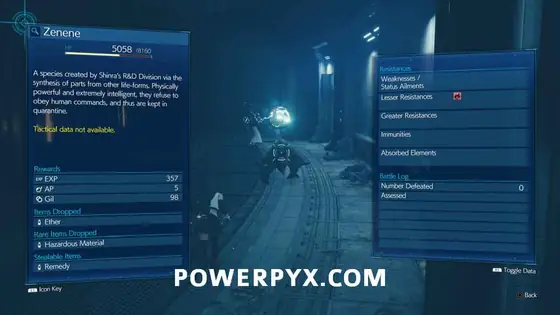 Zenene
HP 5058 /8160
A species created by Shinra's R&D Division via the
synthesis of parts from other life-forms. Physically
powerful and extremely intelligent, they refuse to
obey human commands, and thus are kept in
quarantine.
Tactical data not available.
Rewards
EXP 357
AP 5
Gil 98
Items Dropped
Ether
Rare Items Dropped
Hazardous Material
Stealable Items
Remedy
Icon Key
Resistances
Weaknesses /
Status Ailments
Lesser Resistances
Greater Resistances
Immunities
Absorbed Elements
Battle Log
Number Defeated 0
Assessed
Toggle Data
Back
POWERPYX.COM